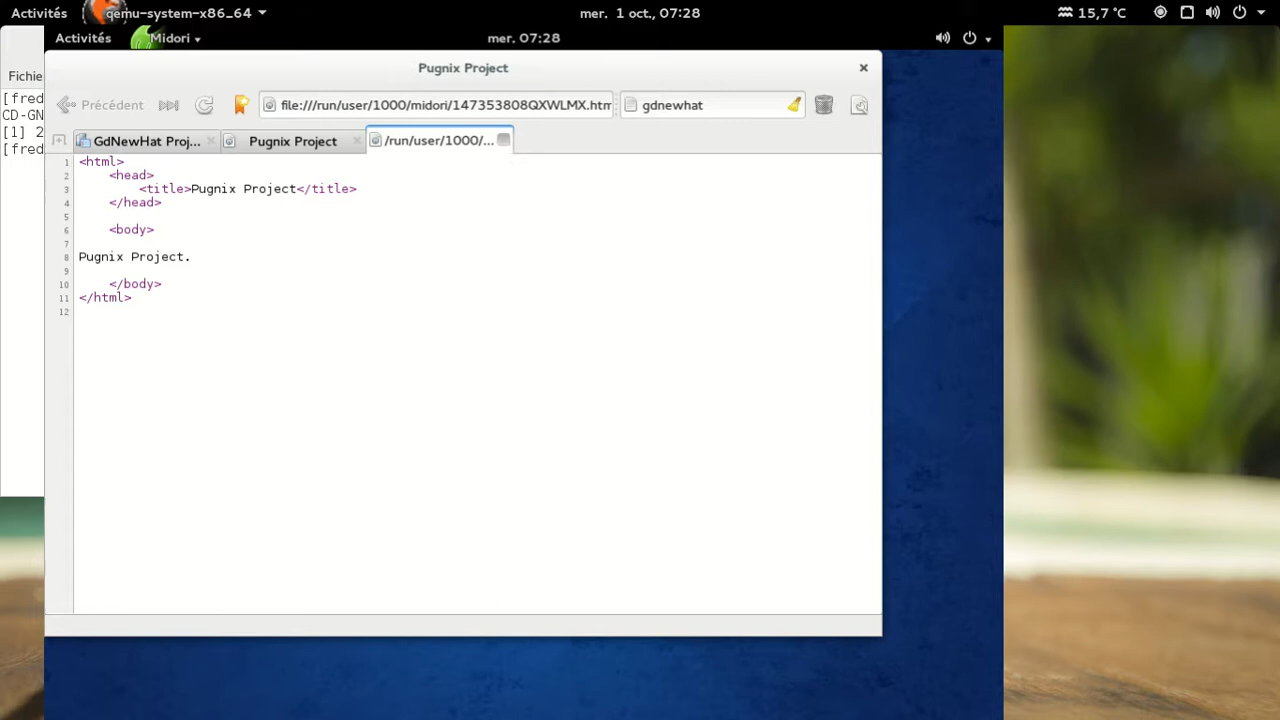 Activités qemu-system-x86_64 mer. 1 oct., 07:28 15,7 °C
Activités Midori mer. 07:28
Pugnix Project
Fichie
Précédent file:///run/user/1000/midori/147353808QXWLMX.htm gdnewhat
GdNewHat Proj... Pugnix Project /run/user/1000/...
[fred
CD-GN
[1] 2
[fred
1 <html>
2 <head>
3 <title>Pugnix Project</title>
4 </head>
5
6 <body>
7
8 Pugnix Project.
9
10 </body>
11 </html>
12